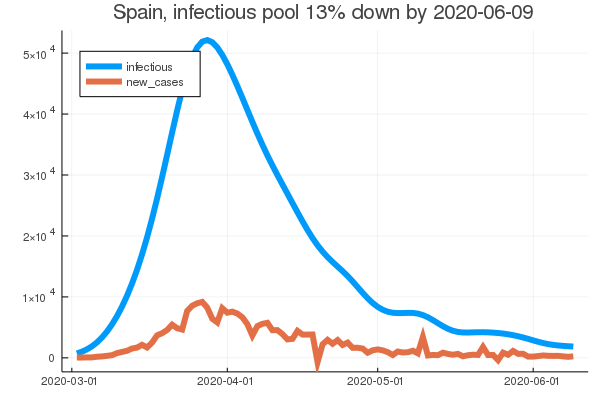 Spain, infectious pool 13% down by 2020-06-09
5×10 4
4×10 4
3×10 4
2×10 4
1×10 4
0
infectious
new_cases
2020-03-01 2020-04-01 2020-05-01 2020-06-01